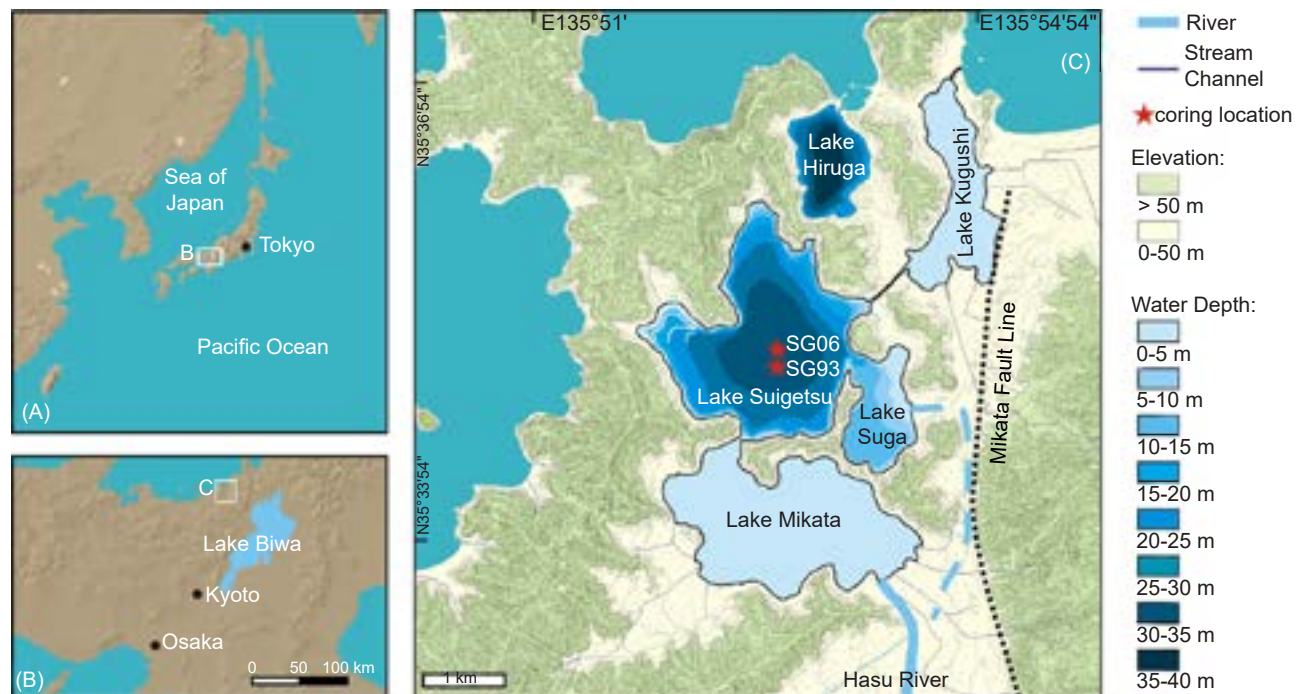 Sea of
Japan
B
Tokyo
Pacific Ocean
(A)
C
Lake Biwa
Kyoto
Osaka
0 50 100 km
(B)
E135°51'
E135°54'54"
(C)
N35°36'54"
N35°33'54"
Lake
Hiruga
Lake Kugushi
SG06
SG93
Lake Suigetsu
Lake
Suga
Mikata Fault Line
Lake Mikata
1 km
Hasu River
River
Stream
Channel
coring location
Elevation:
> 50 m
0-50 m
Water Depth:
0-5 m
5-10 m
10-15 m
15-20 m
20-25 m
25-30 m
30-35 m
35-40 m